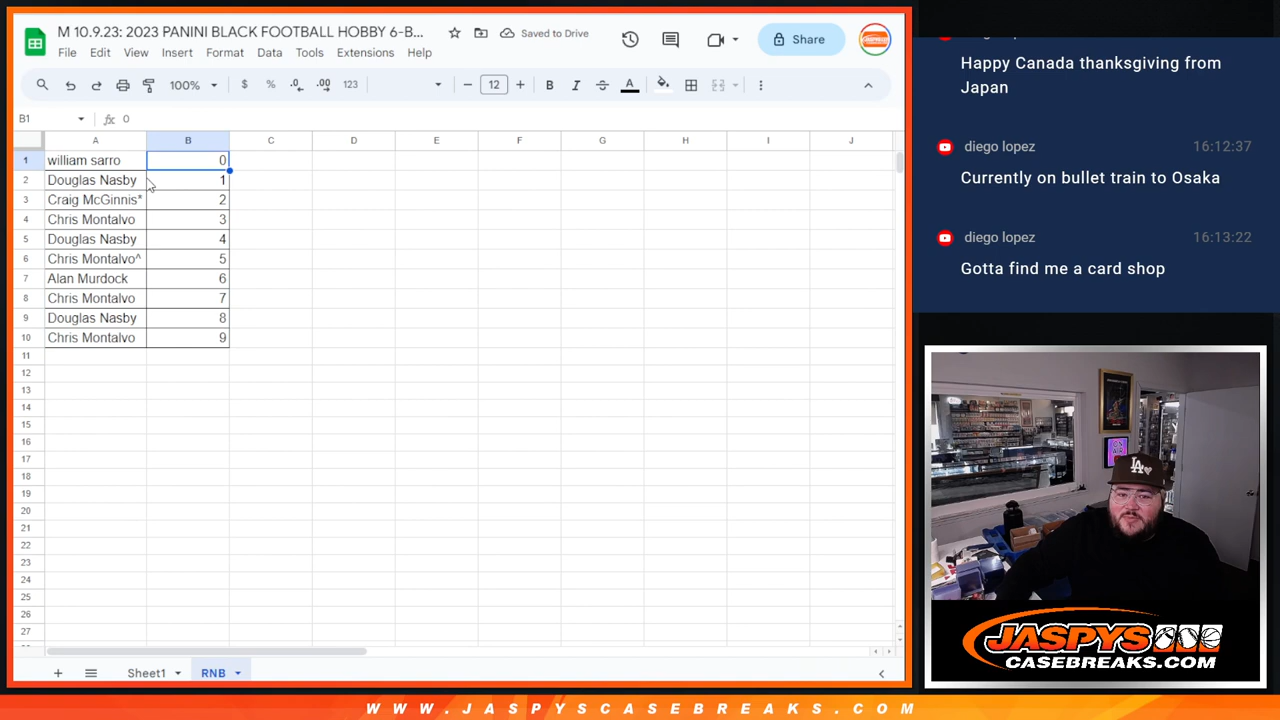 M 10.9.23: 2023 PANINI BLACK FOOTBALL HOBBY 6-B...
Saved to Drive
Share
File Edit View Insert Format Data Tools Extensions Help
100% $ % .0 .00 123 12 B I S A
B1 fx 0
A B C D E F G H I J
1 william sarro 0
2 Douglas Nasby 1
3 Craig McGinnis* 2
4 Chris Montalvo 3
5 Douglas Nasby 4
6 Chris Montalvo^ 5
7 Alan Murdock 6
8 Chris Montalvo 7
9 Douglas Nasby 8
10 Chris Montalvo 9
11
12
13
14
15
16
17
18
19
20
21
22
23
24
25
26
27
Sheet1 RNB
Happy Canada thanksgiving from
Japan
diego lopez 16:12:37
Currently on bullet train to Osaka
diego lopez 16:13:22
Gotta find me a card shop
LA
JASPYS
CASEBREAKS.COM
WWW.JASPYSCASEBREAKS.COM